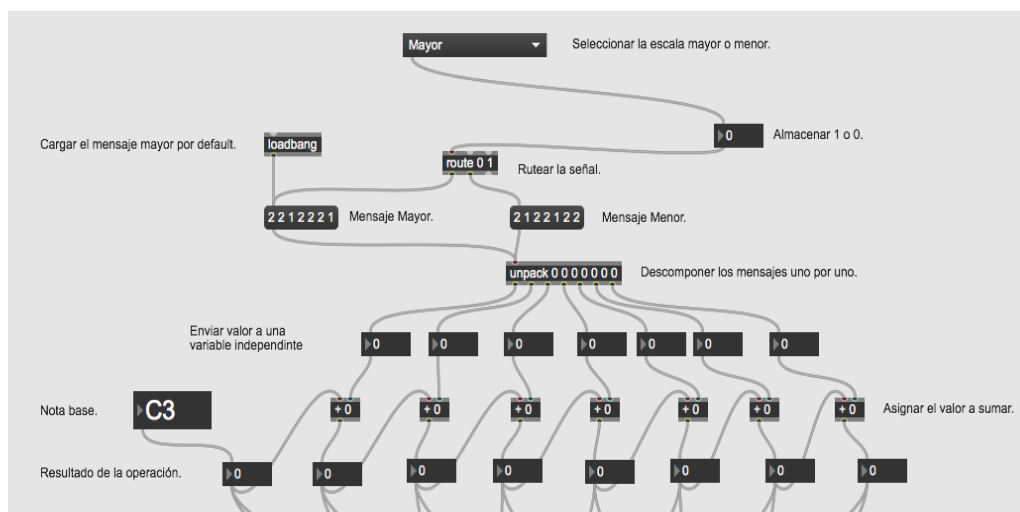 Mayor
Seleccionar la escala mayor o menor.
0
Almacenar 1 o 0.
Cargar el mensaje mayor por default.
loadbang
route 0 1
Rutear la señal.
2 2 1 2 2 2 1
Mensaje Mayor.
2 1 2 2 1 2 2
Mensaje Menor.
unpack 0 0 0 0 0 0 0
Descomponer los mensajes uno por uno.
Enviar valor a una
variable independinte
0 0 0 0 0 0 0
Nota base.
C3
+ 0 + 0 + 0 + 0 + 0 + 0 + 0
Asignar el valor a sumar.
Resultado de la operación.
0 0 0 0 0 0 0 0